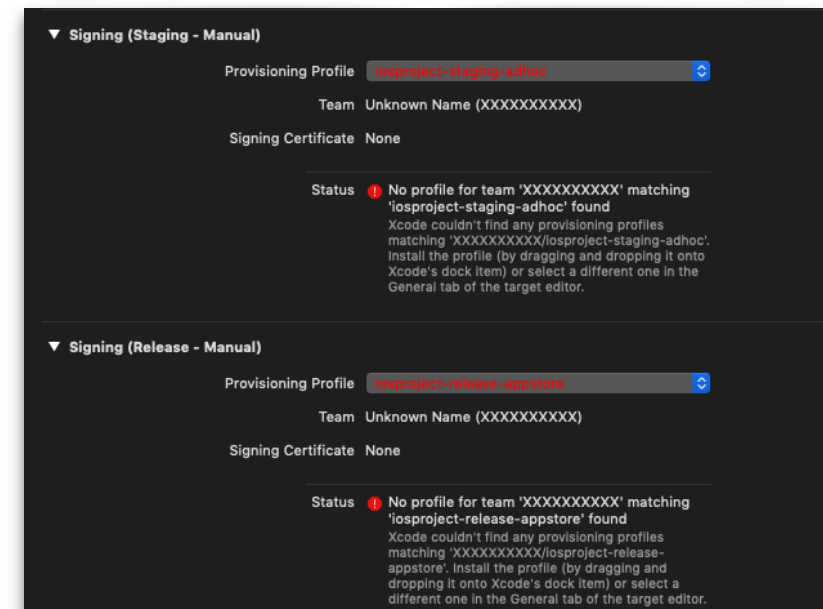 Signing (Staging - Manual)
Provisioning Profile iosproject-staging-adhoc
Team Unknown Name (XXXXXXXXXX)
Signing Certificate None
Status No profile for team 'XXXXXXXXXX' matching
'iosproject-staging-adhoc' found
Xcode couldn't find any provisioning profiles
matching 'XXXXXXXXXX/iosproject-staging-adhoc'.
Install the profile (by dragging and dropping it onto
Xcode's dock item) or select a different one in the
General tab of the target editor.
Signing (Release - Manual)
Provisioning Profile iosproject-release-appstore
Team Unknown Name (XXXXXXXXXX)
Signing Certificate None
Status No profile for team 'XXXXXXXXXX' matching
'iosproject-release-appstore' found
Xcode couldn't find any provisioning profiles
matching 'XXXXXXXXXX/iosproject-release-
appstore'. Install the profile (by dragging and
dropping it onto Xcode's dock item) or select a
different one in the General tab of the target editor.